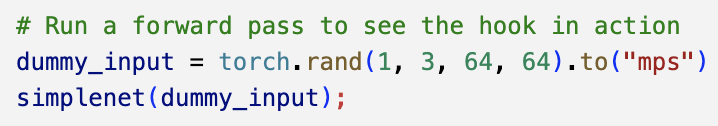 # Run a forward pass to see the hook in action
dummy_input = torch.rand(1, 3, 64, 64).to("mps")
simplenet(dummy_input);